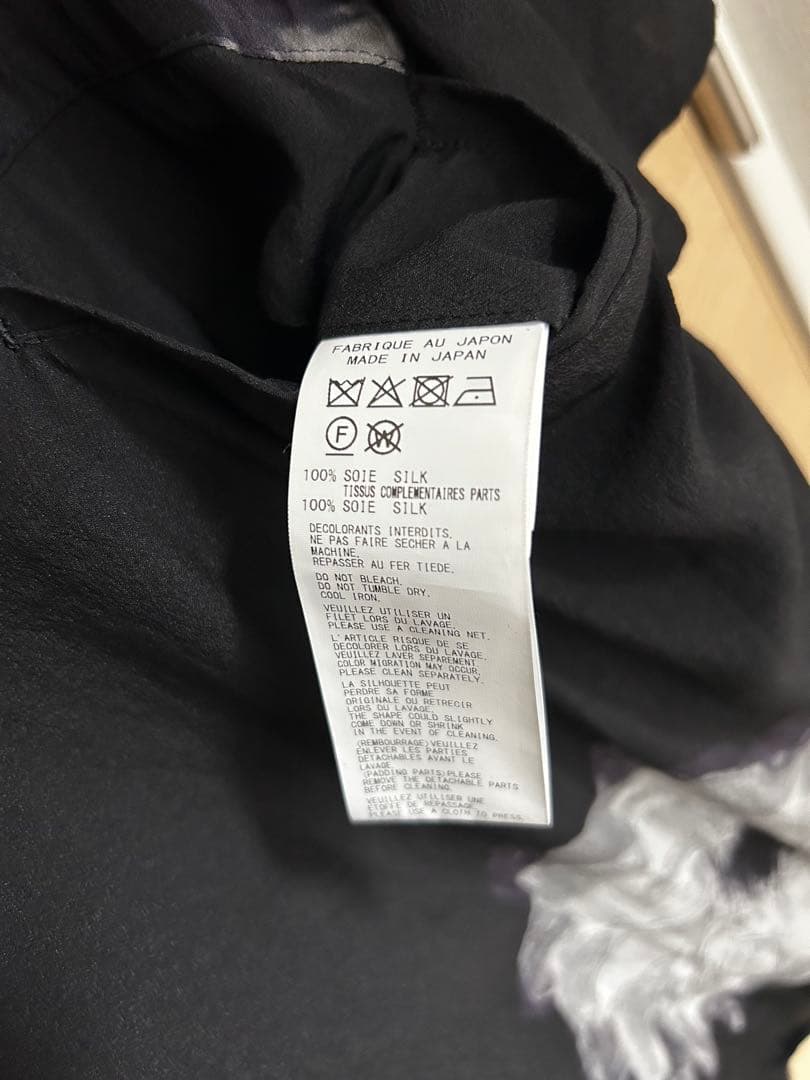 FABRIQUE AU JAPON
MADE IN JAPAN
F W
100% SOIE SILK
TISSUS COMPLEMENTAIRES PARTS
100% SOIE SILK
DECOLORANTS INTERDITS.
NE PAS FAIRE SECHER A LA
MACHINE.
REPASSER AU FER TIEDE.
DO NOT BLEACH.
DO NOT TUMBLE DRY.
COOL IRON.
VEUILLEZ UTILISER UN
FILET LORS DU LAVAGE.
PLEASE USE A CLEANING NET.
L'ARTICLE RISQUE DE SE
DECOLORER LORS DU LAVAGE.
VEUILLEZ LAVER SEPAREMENT.
COLOR MIGRATION MAY OCCUR,
PLEASE CLEAN SEPARATELY.
LA SILHOUETTE PEUT
PERDRE SA FORME
ORIGINALE OU RETRECIR
LORS DU LAVAGE.
THE SHAPE COULD SLIGHTLY
COME DOWN OR SHRINK
IN THE EVENT OF CLEANING.
(REMBOURRAGE)VEUILLEZ
ENLEVER LES PARTIES
DETACHABLES AVANT LE
LAVAGE.
(PADDING PARTS)PLEASE
REMOVE THE DETACHABLE PARTS
BEFORE CLEANING.
VEUILLEZ UTILISER UNE
ETOFFE DE REPASSAGE.
PLEASE USE A CLOTH TO PRESS.